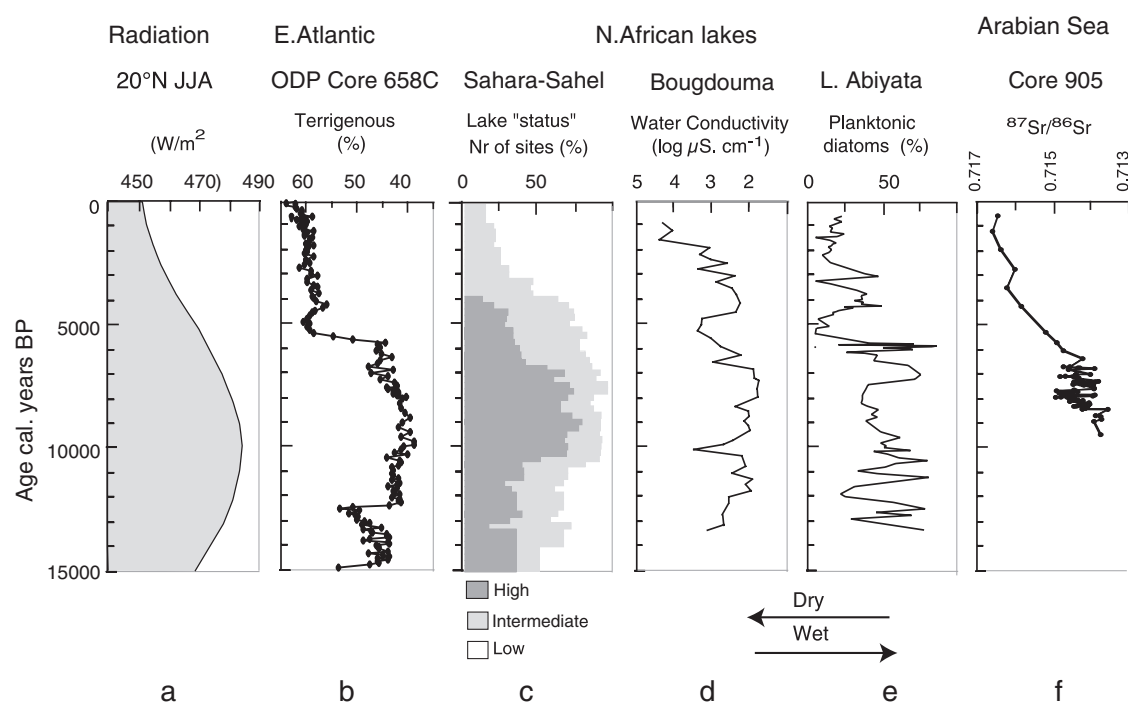 Radiation
E.Atlantic
N.African lakes
Arabian Sea
20°N JJA
ODP Core 658C
Sahara-Sahel
Bougdouma
L. Abiyata
Core 905
(W/m²
Terrigenous
(%)
Lake "status"
Nr of sites (%)
Water Conductivity
(log µS. cm⁻¹)
Planktonic
diatoms (%)
⁸⁷Sr/⁸⁶Sr
450 470) 490
60 50 40
0 50
5 4 3 2
0 50
0.717 0.715 0.713
Age cal. years BP
0
5000
10000
15000
High
Intermediate
Low
Dry
Wet
a b c d e f